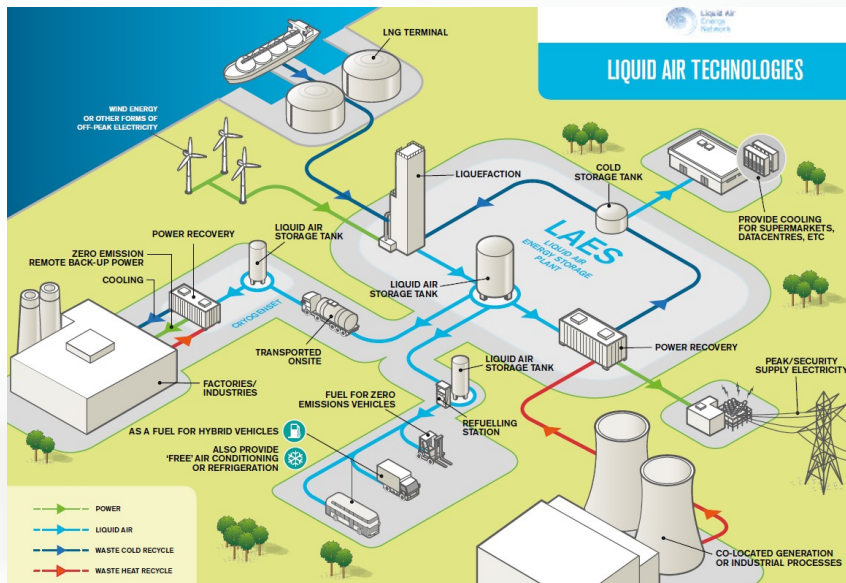 Liquid Air
Energy
Network
LIQUID AIR TECHNOLOGIES
LNG TERMINAL
WIND ENERGY
OR OTHER FORMS OF
OFF-PEAK ELECTRICITY
LIQUEFACTION
COLD
STORAGE TANK
PROVIDE COOLING
FOR SUPERMARKETS,
DATACENTRES, ETC
LAES
LIQUID AIR
ENERGY STORAGE
PLANT
POWER RECOVERY
LIQUID AIR
STORAGE TANK
ZERO EMISSION
REMOTE BACK-UP POWER
COOLING
CRYOGENSET
LIQUID AIR
STORAGE TANK
TRANSPORTED
ONSITE
FACTORIES/
INDUSTRIES
POWER RECOVERY
LIQUID AIR
STORAGE TANK
PEAK/SECURITY
SUPPLY ELECTRICITY
FUEL FOR ZERO
EMISSIONS VEHICLES
REFUELLING
STATION
AS A FUEL FOR HYBRID VEHICLES
ALSO PROVIDE
'FREE' AIR CONDITIONING
OR REFRIGERATION
POWER
LIQUID AIR
WASTE COLD RECYCLE
WASTE HEAT RECYCLE
CO-LOCATED GENERATION
OR INDUSTRIAL PROCESSES